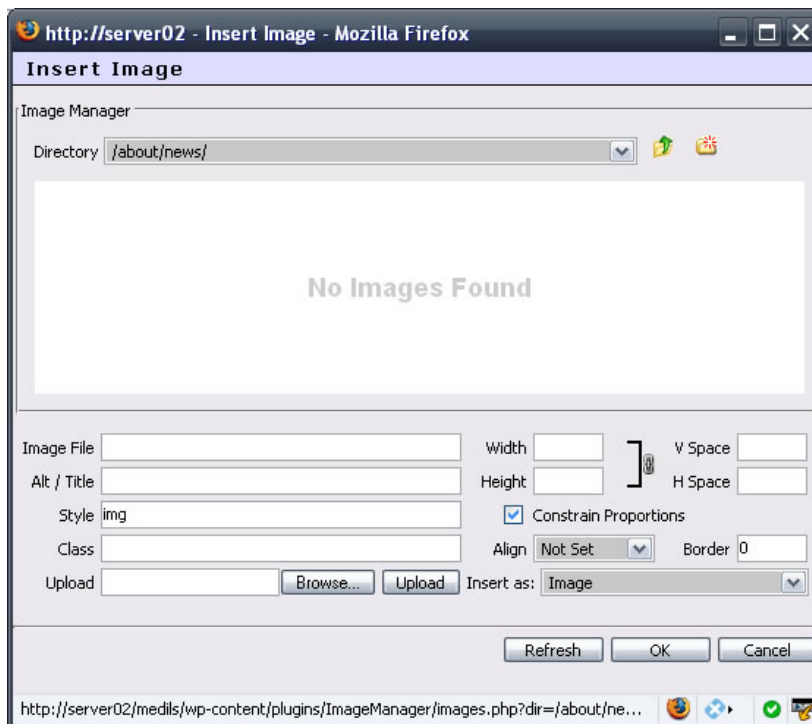 http://server02 - Insert Image - Mozilla Firefox
Insert Image
Image Manager
Directory /about/news/
No Images Found
Image File Width V Space
Alt / Title Height H Space
Style img Constrain Proportions
Class Align Not Set Border 0
Upload Browse... Upload Insert as: Image
Refresh OK Cancel
http://server02/medils/wp-content/plugins/ImageManager/images.php?dir=/about/ne...